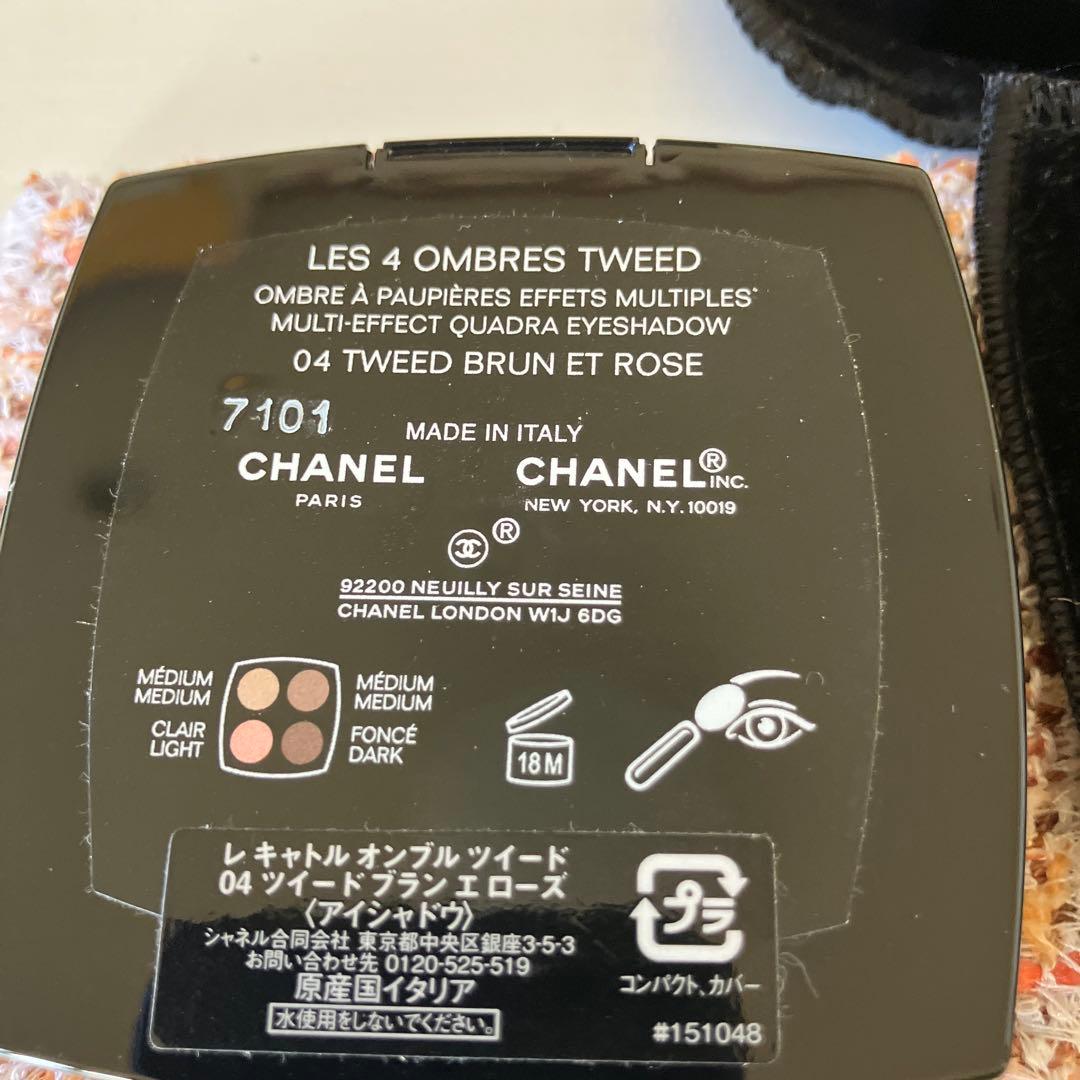 LES 4 OMBRES TWEED
OMBRE À PAUPIÈRES EFFETS MULTIPLES*
MULTI-EFFECT QUADRA EYESHADOW
04 TWEED BRUN ET ROSE
7101
MADE IN ITALY
CHANEL
PARIS
CHANEL® INC.
NEW YORK, N.Y. 10019
®
92200 NEUILLY SUR SEINE
CHANEL LONDON W1J 6DG
MÉDIUM
MEDIUM
MÉDIUM
MEDIUM
CLAIR
LIGHT
FONCÉ
DARK
18M
レ キャトル オンブル ツイード
04 ツイード ブラン エ ローズ
〈アイシャドウ〉
シャネル合同会社 東京都中央区銀座3-5-3
お問い合わせ先 0120-525-519
原産国イタリア
水使用をしないでください。
プラ
コンパクト、カバー
#151048